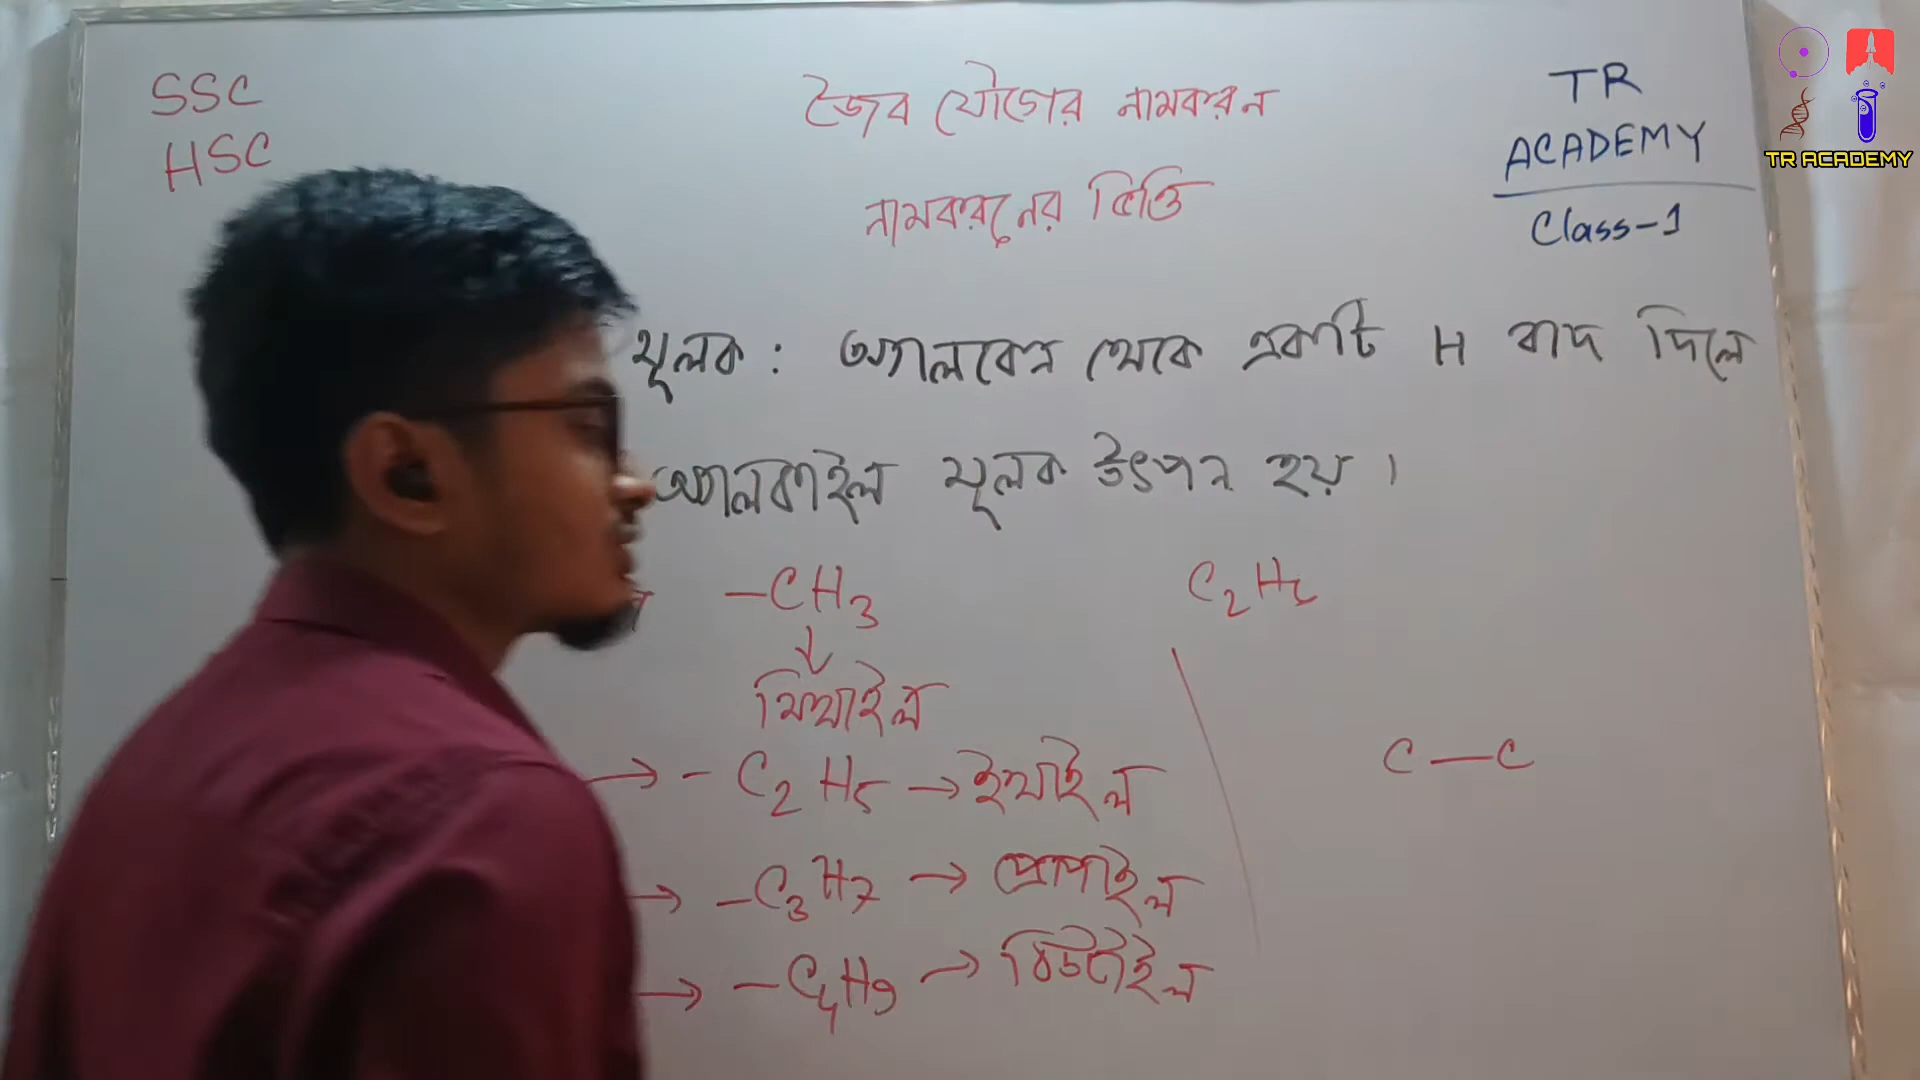 SSC
HSC
জৈব যৌগের নামকরন
নামকরনের ভিত্তি
TR
ACADEMY
Class-1
TR ACADEMY
মূলক : অ্যালকেন থেকে একটি H বাদ দিলে
অ্যালকাইল মূলক উৎপন্ন হয় ।
-CH3
↓
মিথাইল
C2H5
→ - C2H5 → ইথাইল
→ -C3H7 → প্রোপাইল
→ -C4H9 → বিউটাইল
C-C